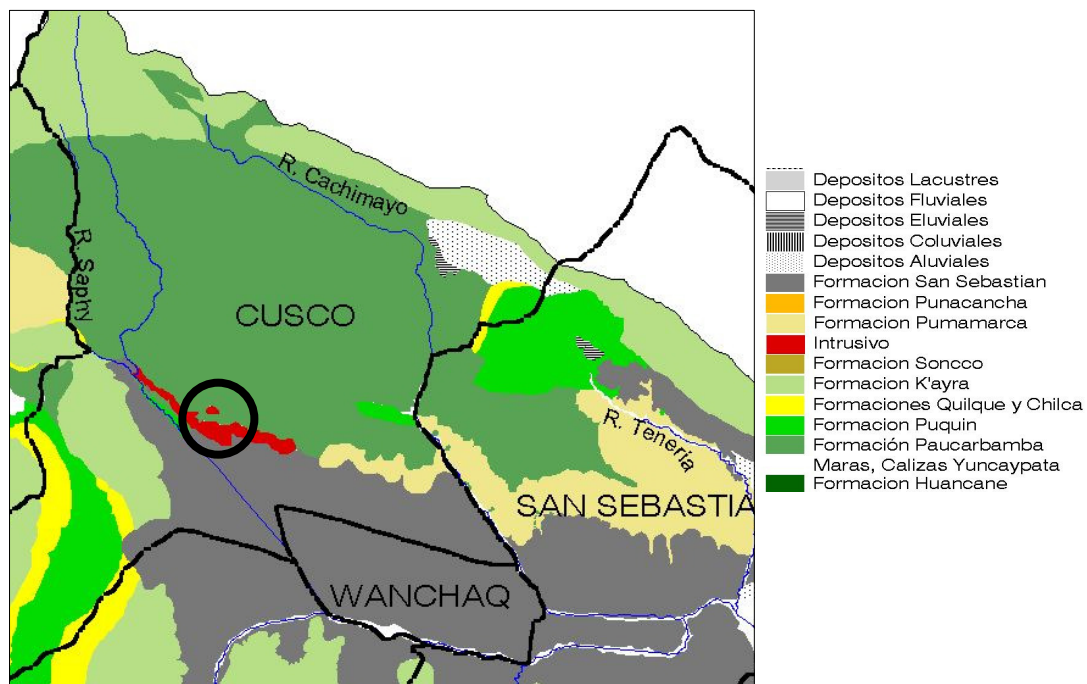 R. Cachimayo
R. Saphy
CUSCO
R. Tenería
SAN SEBASTIA
WANCHAQ
Depositos Lacustres
Depositos Fluviales
Depositos Eluviales
Depositos Coluviales
Depositos Aluviales
Formacion San Sebastian
Formacion Punacancha
Formacion Pumamarca
Intrusivo
Formacion Soncco
Formacion K'ayra
Formaciones Quilque y Chilca
Formacion Puquin
Formación Paucarbamba
Maras, Calizas Yuncaypata
Formacion Huancane